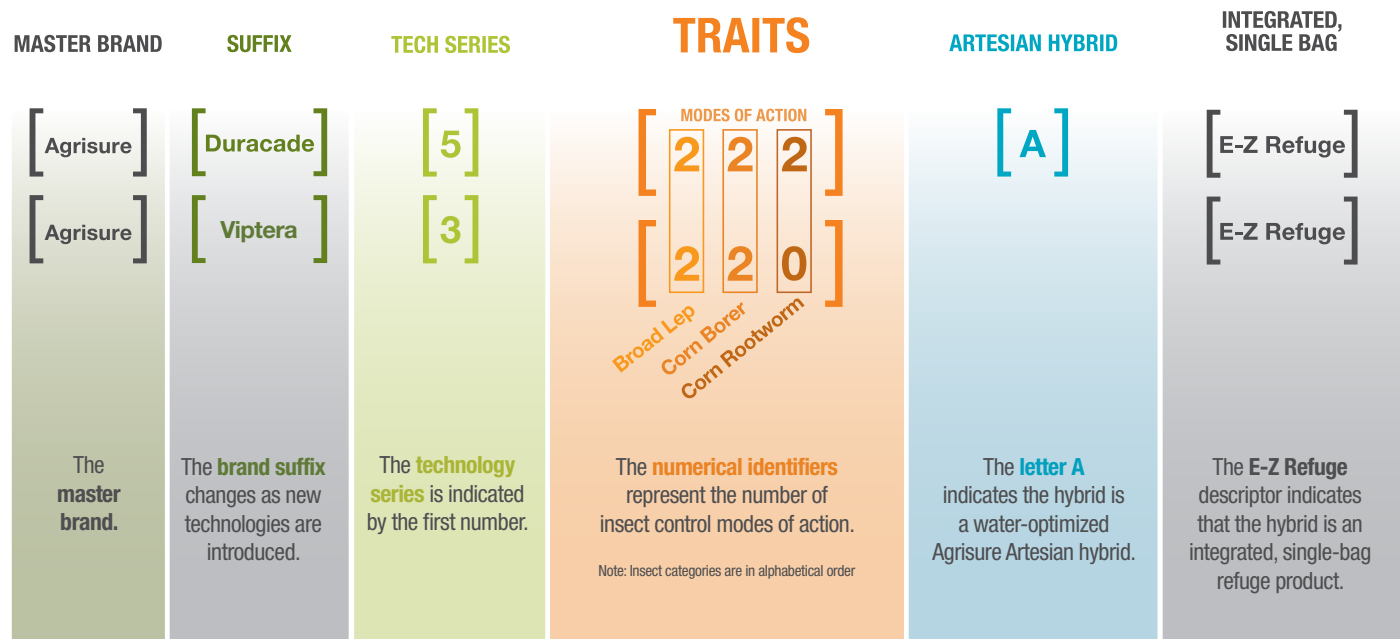 MASTER BRAND
SUFFIX
TECH SERIES
TRAITS
ARTESIAN HYBRID
INTEGRATED,
SINGLE BAG
Agrisure
Duracade
5
MODES OF ACTION
2 2 2
A
E-Z Refuge
Agrisure
Viptera
3
2 2 0
E-Z Refuge
Broad Lep
Corn Borer
Corn Rootworm
The
master
brand.
The brand suffix
changes as new
technologies are
introduced.
The technology
series is indicated
by the first number.
The numerical identifiers
represent the number of
insect control modes of action.
Note: Insect categories are in alphabetical order
The letter A
indicates the hybrid is
a water-optimized
Agrisure Artesian hybrid.
The E-Z Refuge
descriptor indicates
that the hybrid is an
integrated, single-bag
refuge product.